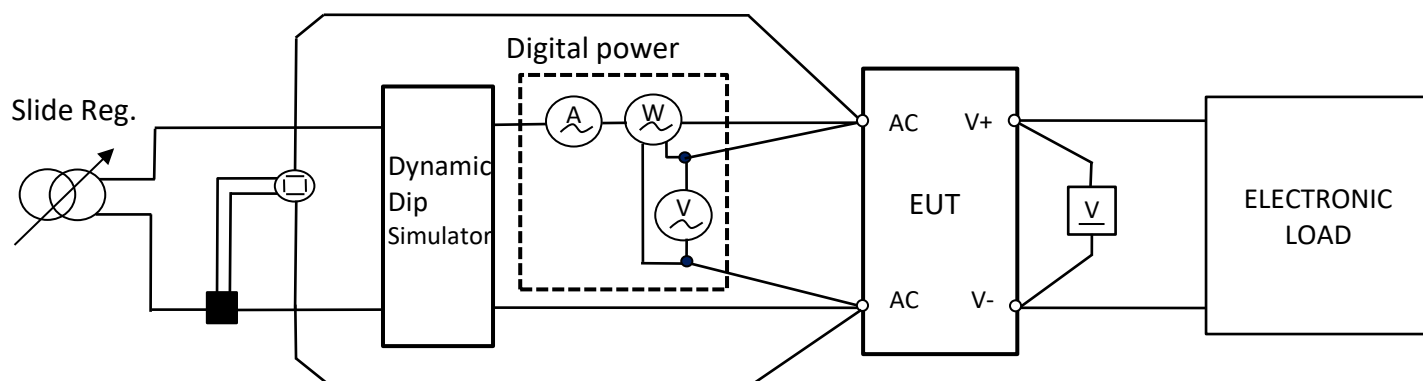 Digital power
Slide Reg.
A
W
Dynamic
Dip
Simulator
V
AC
V+
EUT
AC
V-
V
ELECTRONIC
LOAD